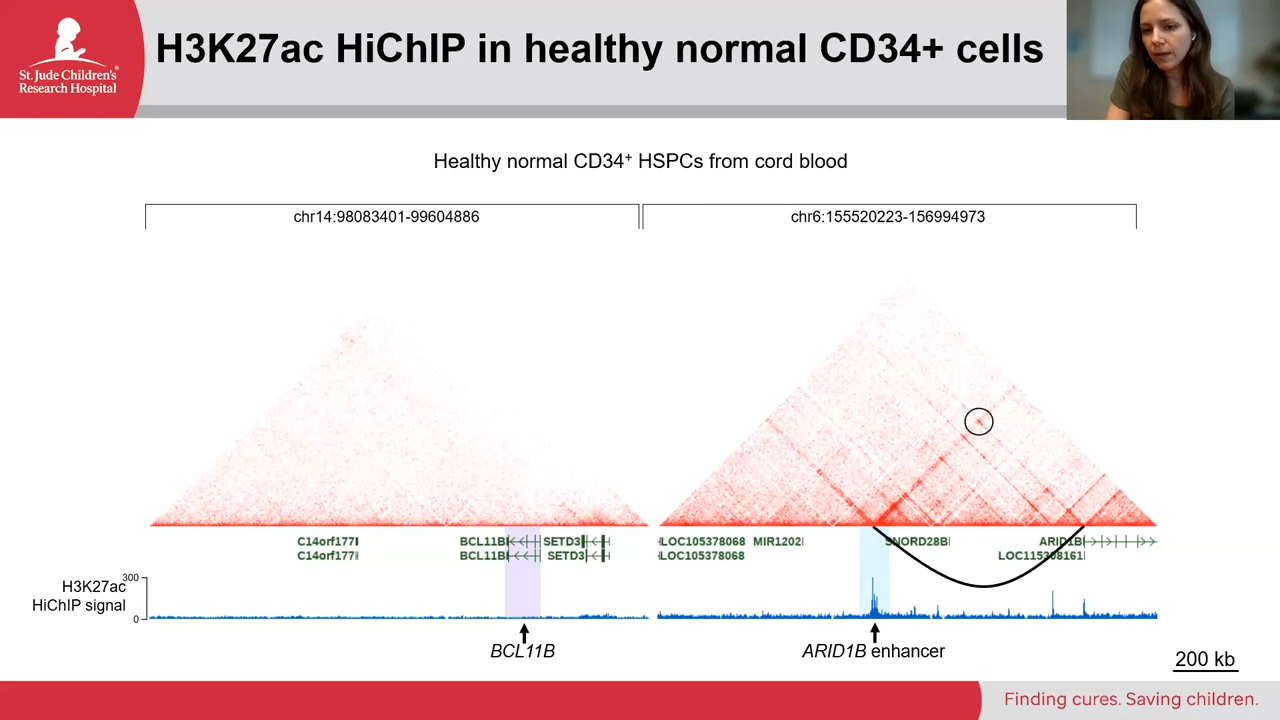 St. Jude Children's®
Research Hospital
H3K27ac HiChIP in healthy normal CD34+ cells
Healthy normal CD34⁺ HSPCs from cord blood
chr14:98083401-99604886
chr6:155520223-156994973
C14orf177 BCL11B SETD3
C14orf177 BCL11B SETD3
LOC105378068 MIR1202 SNORD28B ARID1B
LOC105378068 LOC115308161
H3K27ac
HiChIP signal
300
0
BCL11B
ARID1B enhancer
200 kb
Finding cures. Saving children.